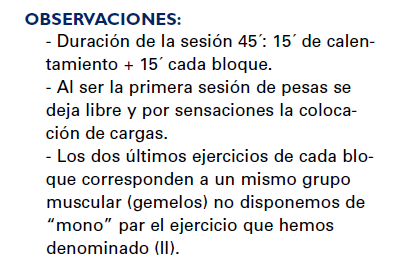 OBSERVACIONES:
- Duración de la sesión 45´: 15´ de calen-
tamiento + 15´ cada bloque.
- Al ser la primera sesión de pesas se
deja libre y por sensaciones la coloca-
ción de cargas.
- Los dos últimos ejercicios de cada blo-
que corresponden a un mismo grupo
muscular (gemelos) no disponemos de
“mono” par el ejercicio que hemos
denominado (II).